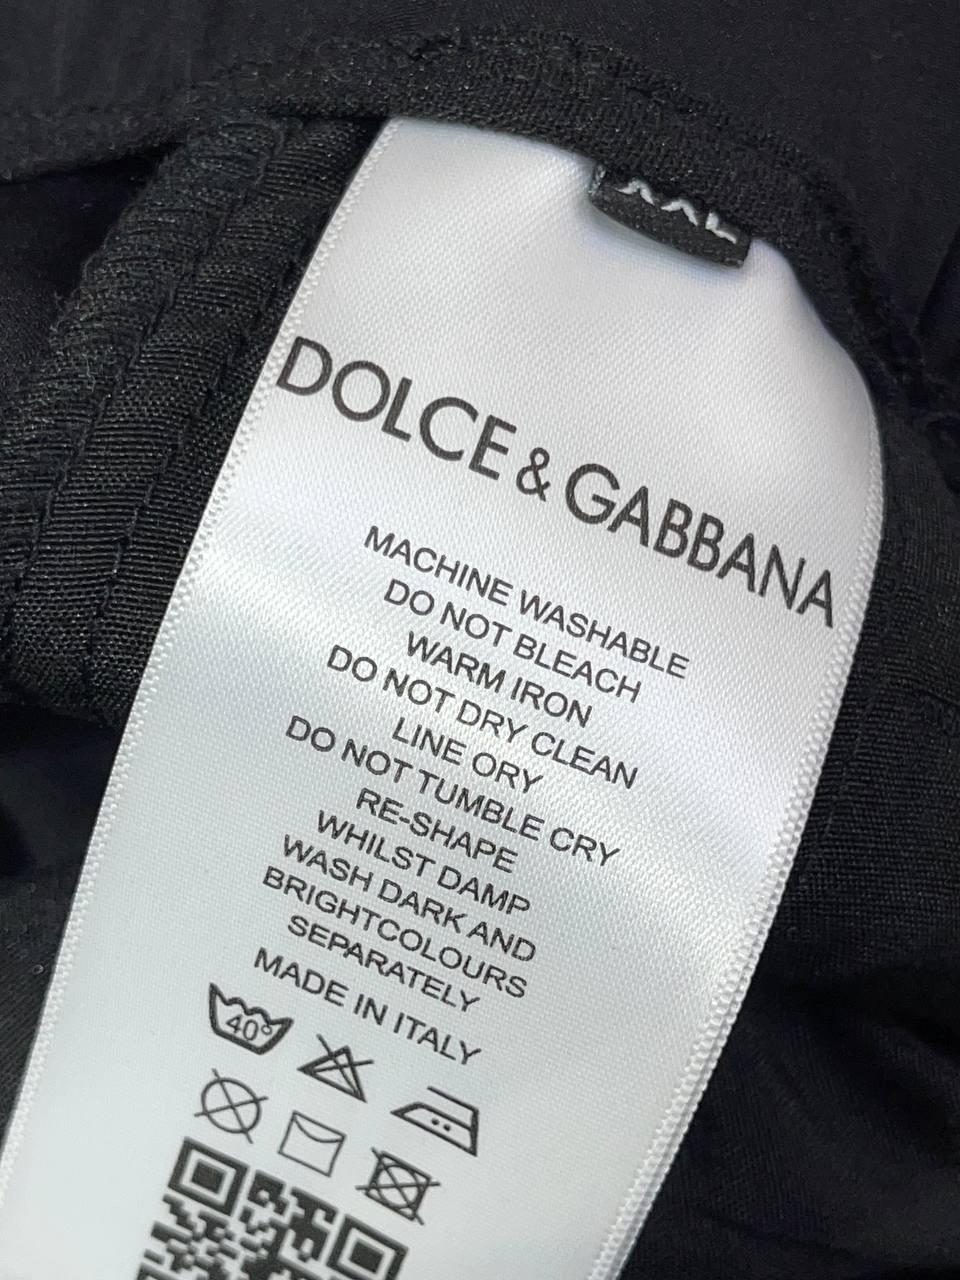 XXL
DOLCE & GABBANA
MACHINE WASHABLE
DO NOT BLEACH
WARM IRON
DO NOT DRY CLEAN
LINE ORY
DO NOT TUMBLE CRY
RE-SHAPE
WHILST DAMP
WASH DARK AND
BRIGHTCOLOURS
SEPARATELY
MADE IN ITALY
40°